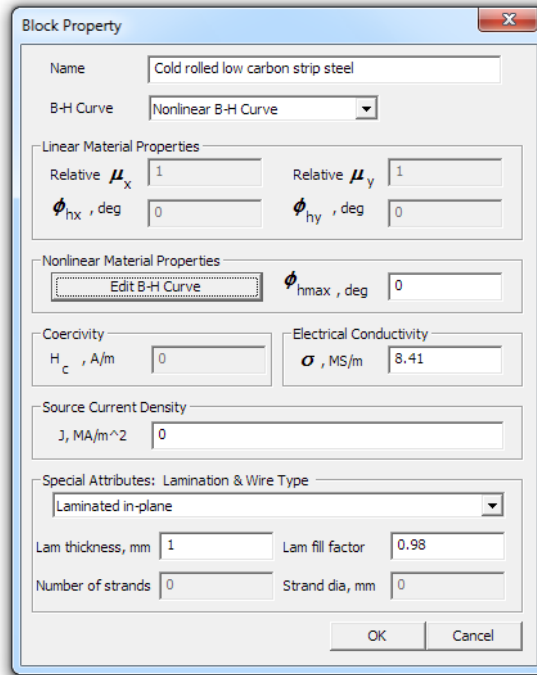 Block Property
Name Cold rolled low carbon strip steel
B-H Curve Nonlinear B-H Curve
Linear Material Properties
Relative μx 1 Relative μy 1
ϕhx , deg 0 ϕhy , deg 0
Nonlinear Material Properties
Edit B-H Curve ϕhmax , deg 0
Coercivity Electrical Conductivity
Hc , A/m 0 σ , MS/m 8.41
Source Current Density
J, MA/m^2 0
Special Attributes: Lamination & Wire Type
Laminated in-plane
Lam thickness, mm 1 Lam fill factor 0.98
Number of strands 0 Strand dia, mm 0
OK Cancel